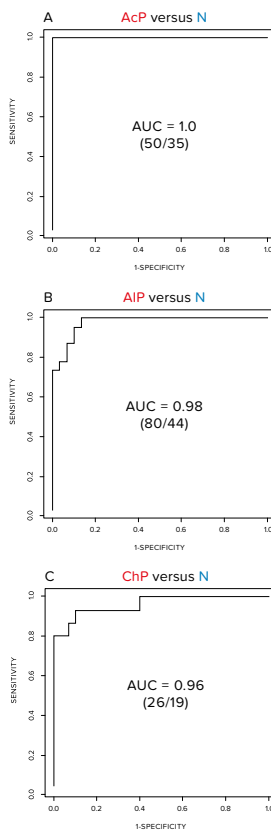 A
AcP versus N
1.0
0.8
0.6
0.4
0.2
0.0
SENSITIVITY
AUC = 1.0
(50/35)
0.0 0.2 0.4 0.6 0.8 1.0
1-SPECIFICITY
B
AIP versus N
1.0
0.8
0.6
0.4
0.2
0.0
SENSITIVITY
AUC = 0.98
(80/44)
0.0 0.2 0.4 0.6 0.8 1.0
1-SPECIFICITY
C
ChP versus N
1.0
0.8
0.6
0.4
0.2
0.0
SENSITIVITY
AUC = 0.96
(26/19)
0.0 0.2 0.4 0.6 0.8 1.0
1-SPECIFICITY